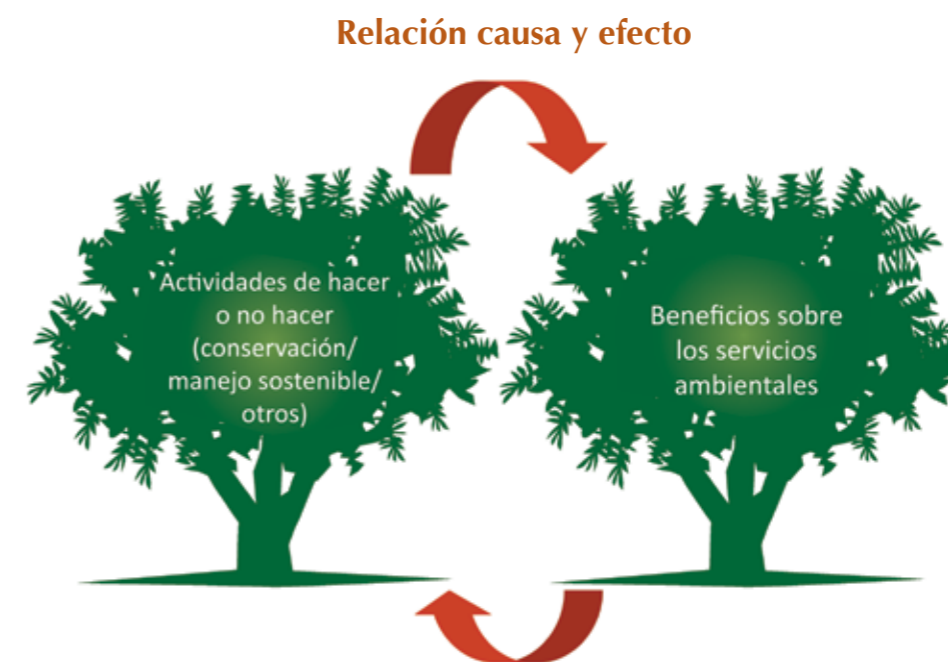 Relación causa y efecto
Actividades de hacer
o no hacer
(conservación/
manejo sostenible/
otros)
Beneficios sobre
los servicios
ambientales